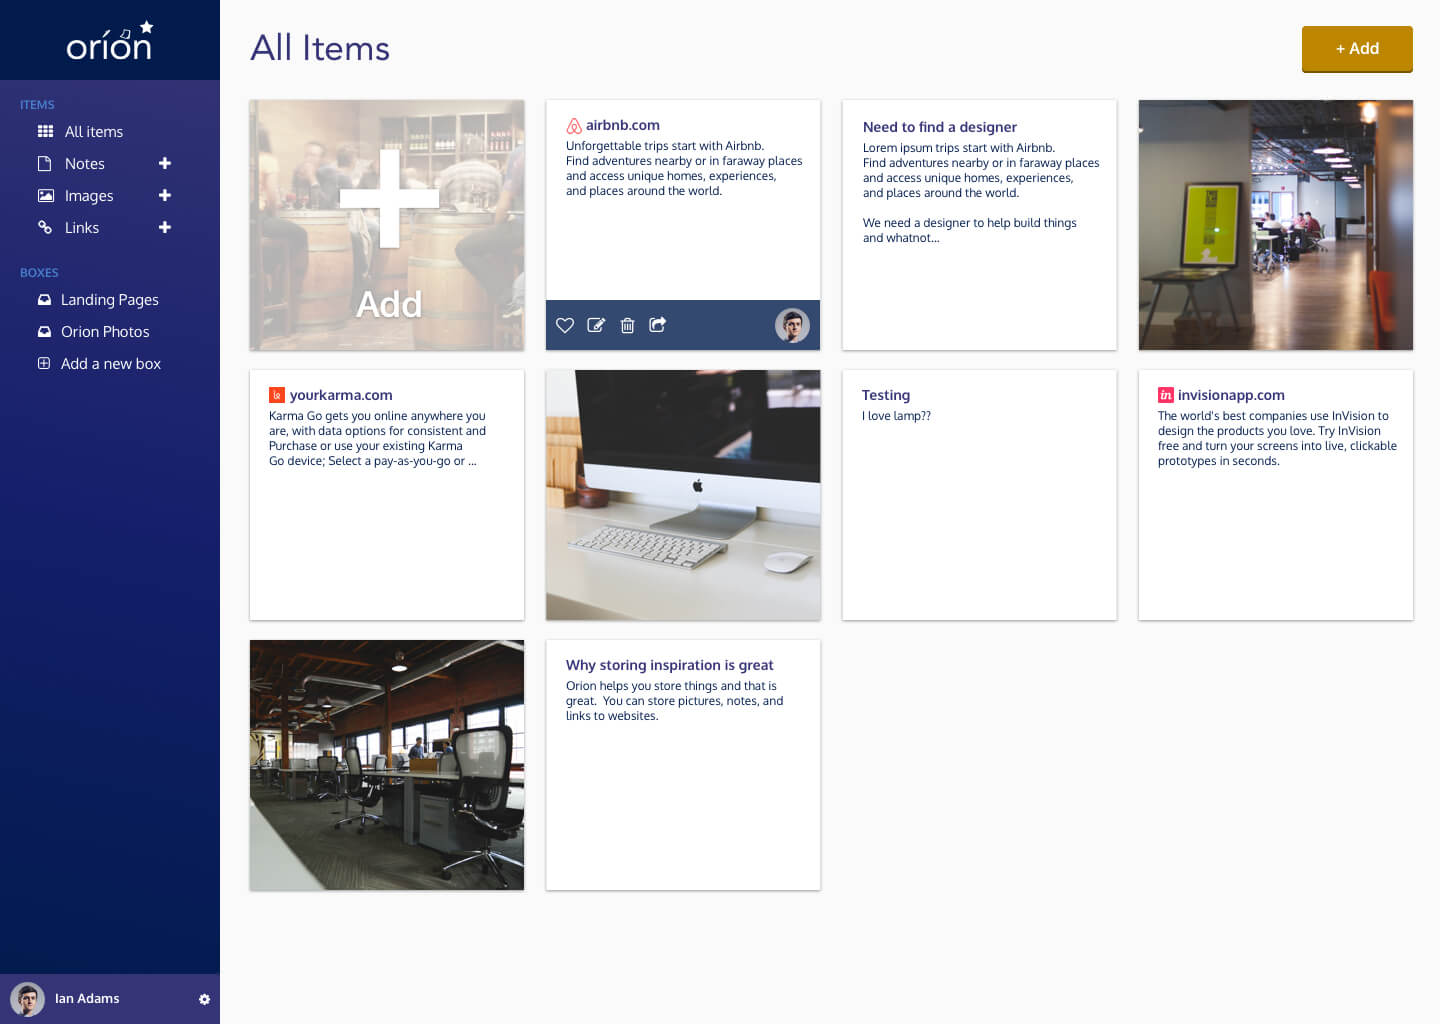 orion
ITEMS
All items
Notes
Images
Links
BOXES
Landing Pages
Orion Photos
Add a new box
Ian Adams
All Items
+ Add
Add
airbnb.com
Unforgettable trips start with Airbnb.
Find adventures nearby or in faraway places
and access unique homes, experiences,
and places around the world.
Need to find a designer
Lorem ipsum trips start with Airbnb.
Find adventures nearby or in faraway places
and access unique homes, experiences,
and places around the world.
We need a designer to help build things
and whatnot...
yourkarma.com
Karma Go gets you online anywhere you
are, with data options for consistent and
Purchase or use your existing Karma
Go device; Select a pay-as-you-go or ...
Testing
I love lamp??
in
invisionapp.com
The world's best companies use InVision to
design the products you love. Try InVision
free and turn your screens into live, clickable
prototypes in seconds.
Why storing inspiration is great
Orion helps you store things and that is
great.  You can store pictures, notes, and
links to websites.